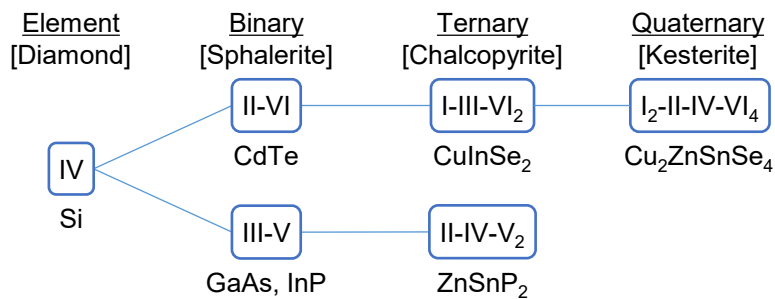 Element Binary Ternary Quaternary
[Diamond] [Sphalerite] [Chalcopyrite] [Kesterite]
II-VI I-III-VI₂ I₂-II-IV-VI₄
CdTe CuInSe₂ Cu₂ZnSnSe₄
IV
Si
III-V II-IV-V₂
GaAs, InP ZnSnP₂